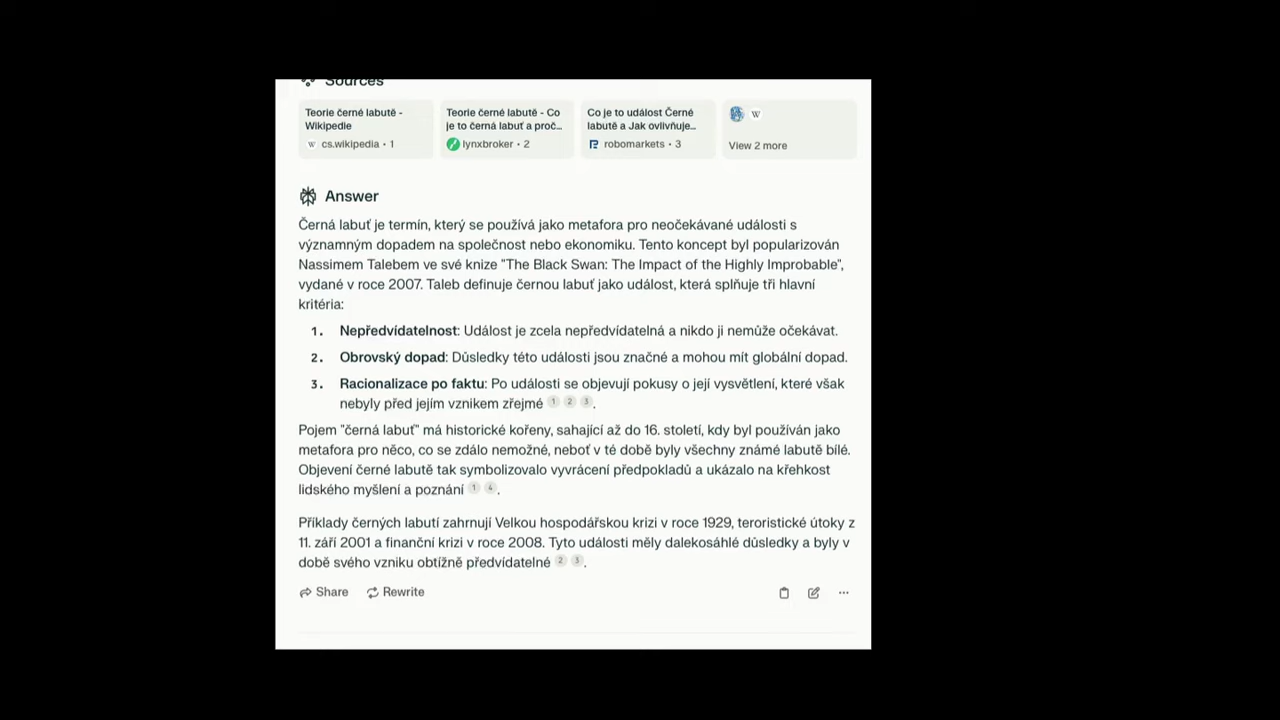 Sources
Teorie černé labutě -
Wikipedie
W cs.wikipedia · 1
Teorie černé labutě - Co
je to černá labuť a proč…
lynxbroker · 2
Co je to událost Černé
labutě a Jak ovlivňuje…
robomarkets · 3
W
View 2 more
Answer
Černá labuť je termín, který se používá jako metafora pro neočekávané události s
významným dopadem na společnost nebo ekonomiku. Tento koncept byl popularizován
Nassimem Talebem ve své knize "The Black Swan: The Impact of the Highly Improbable",
vydané v roce 2007. Taleb definuje černou labuť jako událost, která splňuje tři hlavní
kritéria:
1. Nepředvídatelnost: Událost je zcela nepředvídatelná a nikdo ji nemůže očekávat.
2. Obrovský dopad: Důsledky této události jsou značné a mohou mít globální dopad.
3. Racionalizace po faktu: Po události se objevují pokusy o její vysvětlení, které však
nebyly před jejím vznikem zřejmé 1 2 3.
Pojem "černá labuť" má historické kořeny, sahající až do 16. století, kdy byl používán jako
metafora pro něco, co se zdálo nemožné, neboť v té době byly všechny známé labutě bílé.
Objevení černé labutě tak symbolizovalo vyvrácení předpokladů a ukázalo na křehkost
lidského myšlení a poznání 1 4.
Příklady černých labutí zahrnují Velkou hospodářskou krizi v roce 1929, teroristické útoky z
11. září 2001 a finanční krizi v roce 2008. Tyto události měly dalekosáhlé důsledky a byly v
době svého vzniku obtížně předvídatelné 2 3.
Share Rewrite